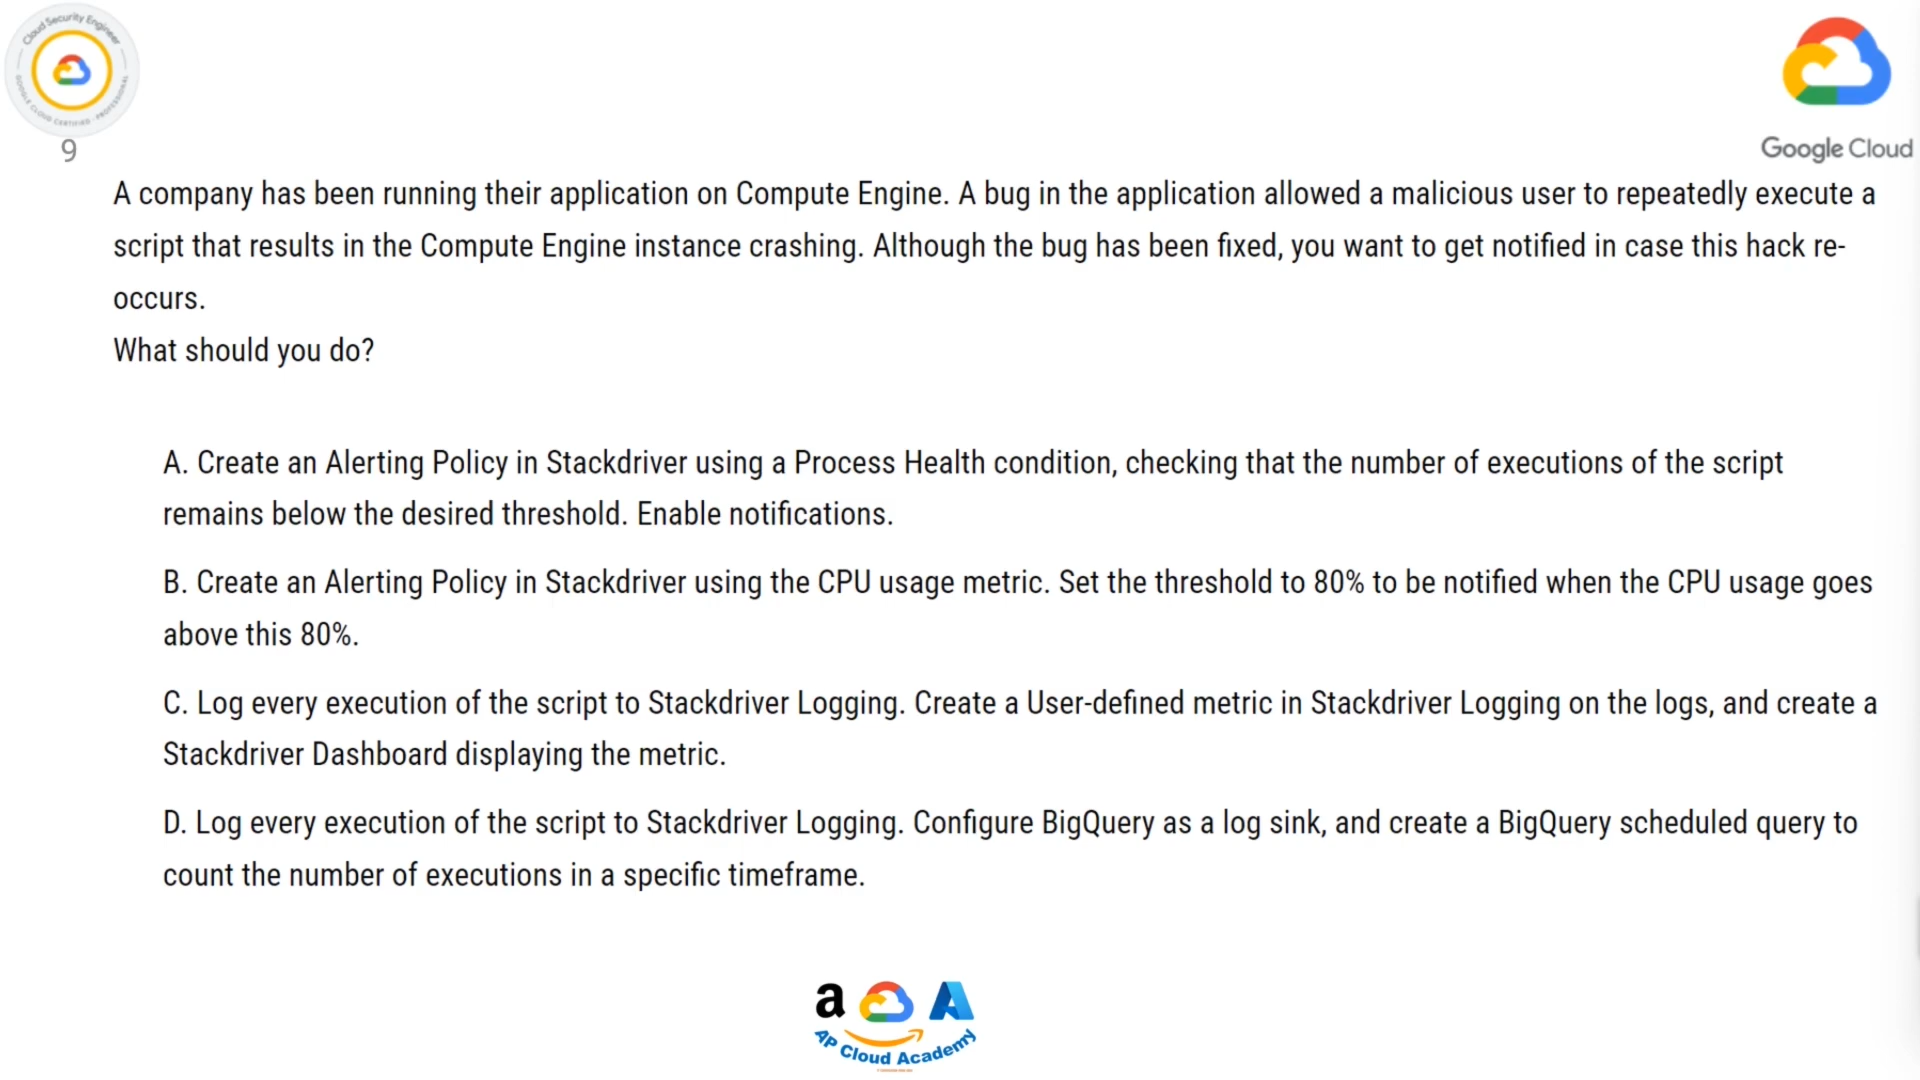 Cloud Security Engineer
GOOGLE CLOUD CERTIFIED · PROFESSIONAL
9
Google Cloud
A company has been running their application on Compute Engine. A bug in the application allowed a malicious user to repeatedly execute a
script that results in the Compute Engine instance crashing. Although the bug has been fixed, you want to get notified in case this hack re-
occurs.
What should you do?
A. Create an Alerting Policy in Stackdriver using a Process Health condition, checking that the number of executions of the script
remains below the desired threshold. Enable notifications.
B. Create an Alerting Policy in Stackdriver using the CPU usage metric. Set the threshold to 80% to be notified when the CPU usage goes
above this 80%.
C. Log every execution of the script to Stackdriver Logging. Create a User-defined metric in Stackdriver Logging on the logs, and create a
Stackdriver Dashboard displaying the metric.
D. Log every execution of the script to Stackdriver Logging. Configure BigQuery as a log sink, and create a BigQuery scheduled query to
count the number of executions in a specific timeframe.
a
AP Cloud Academy